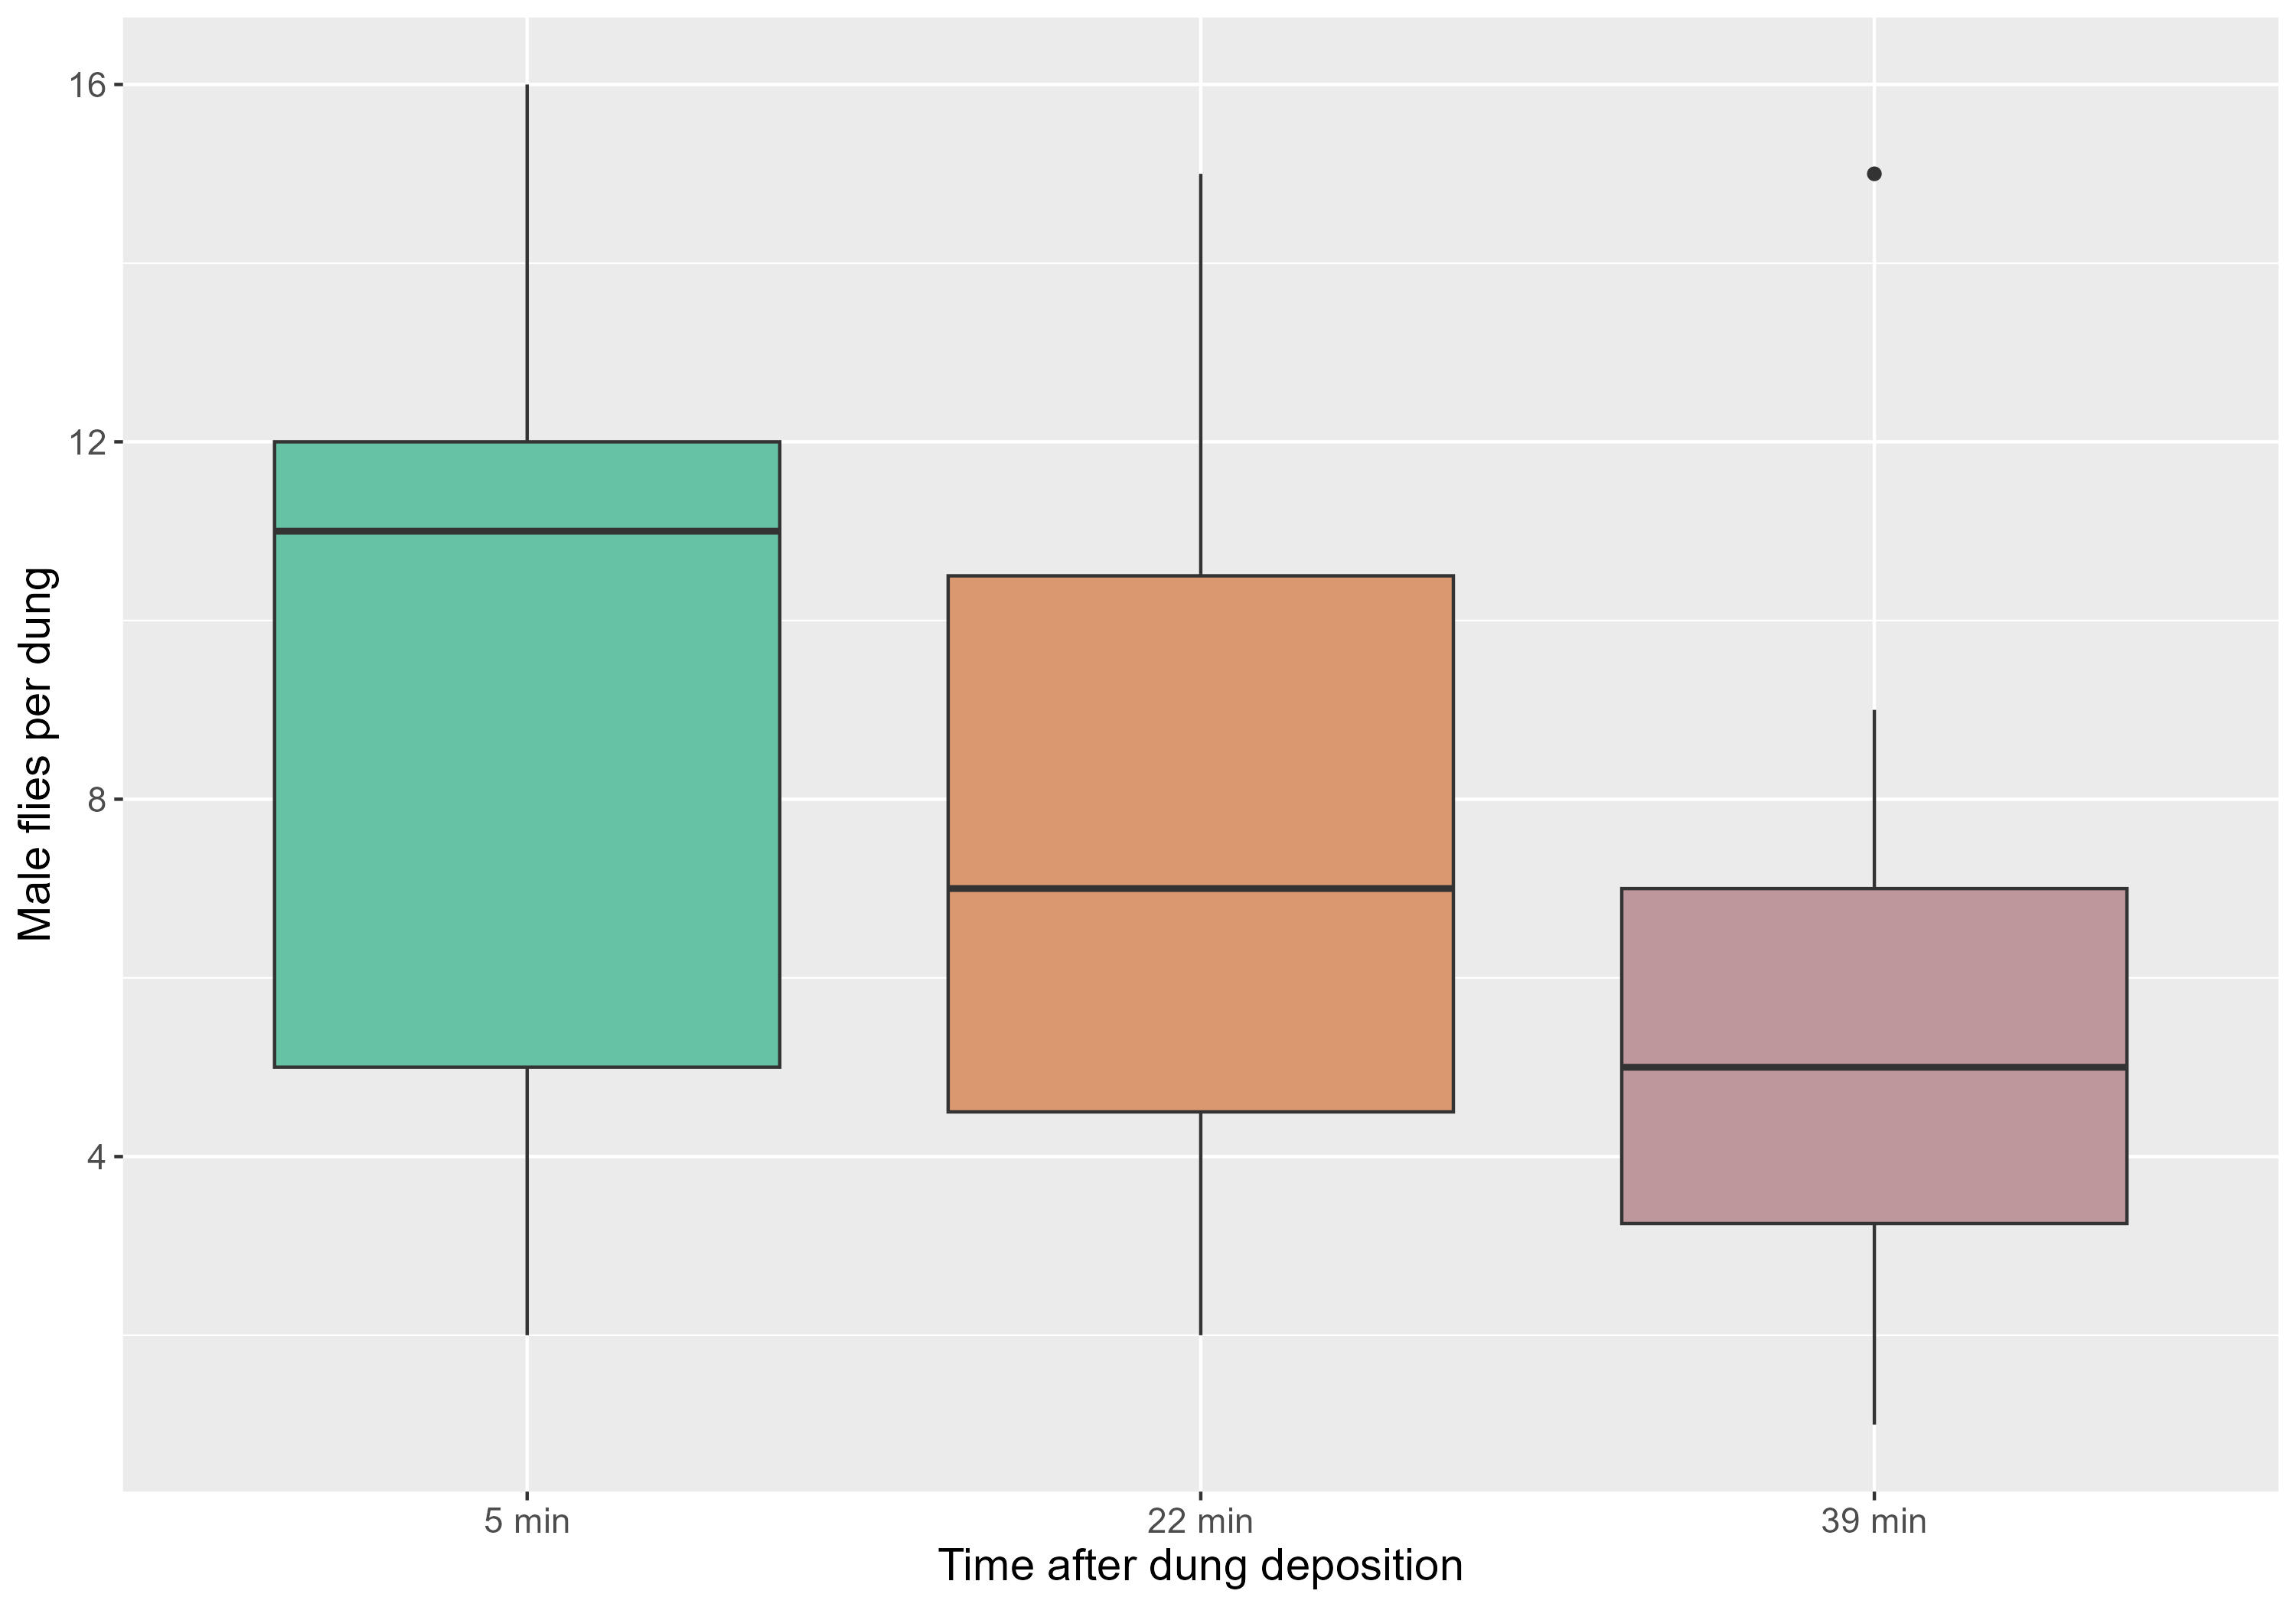 Male flies per dung
16
12
8
4
5 min
22 min
39 min
Time after dung deposition